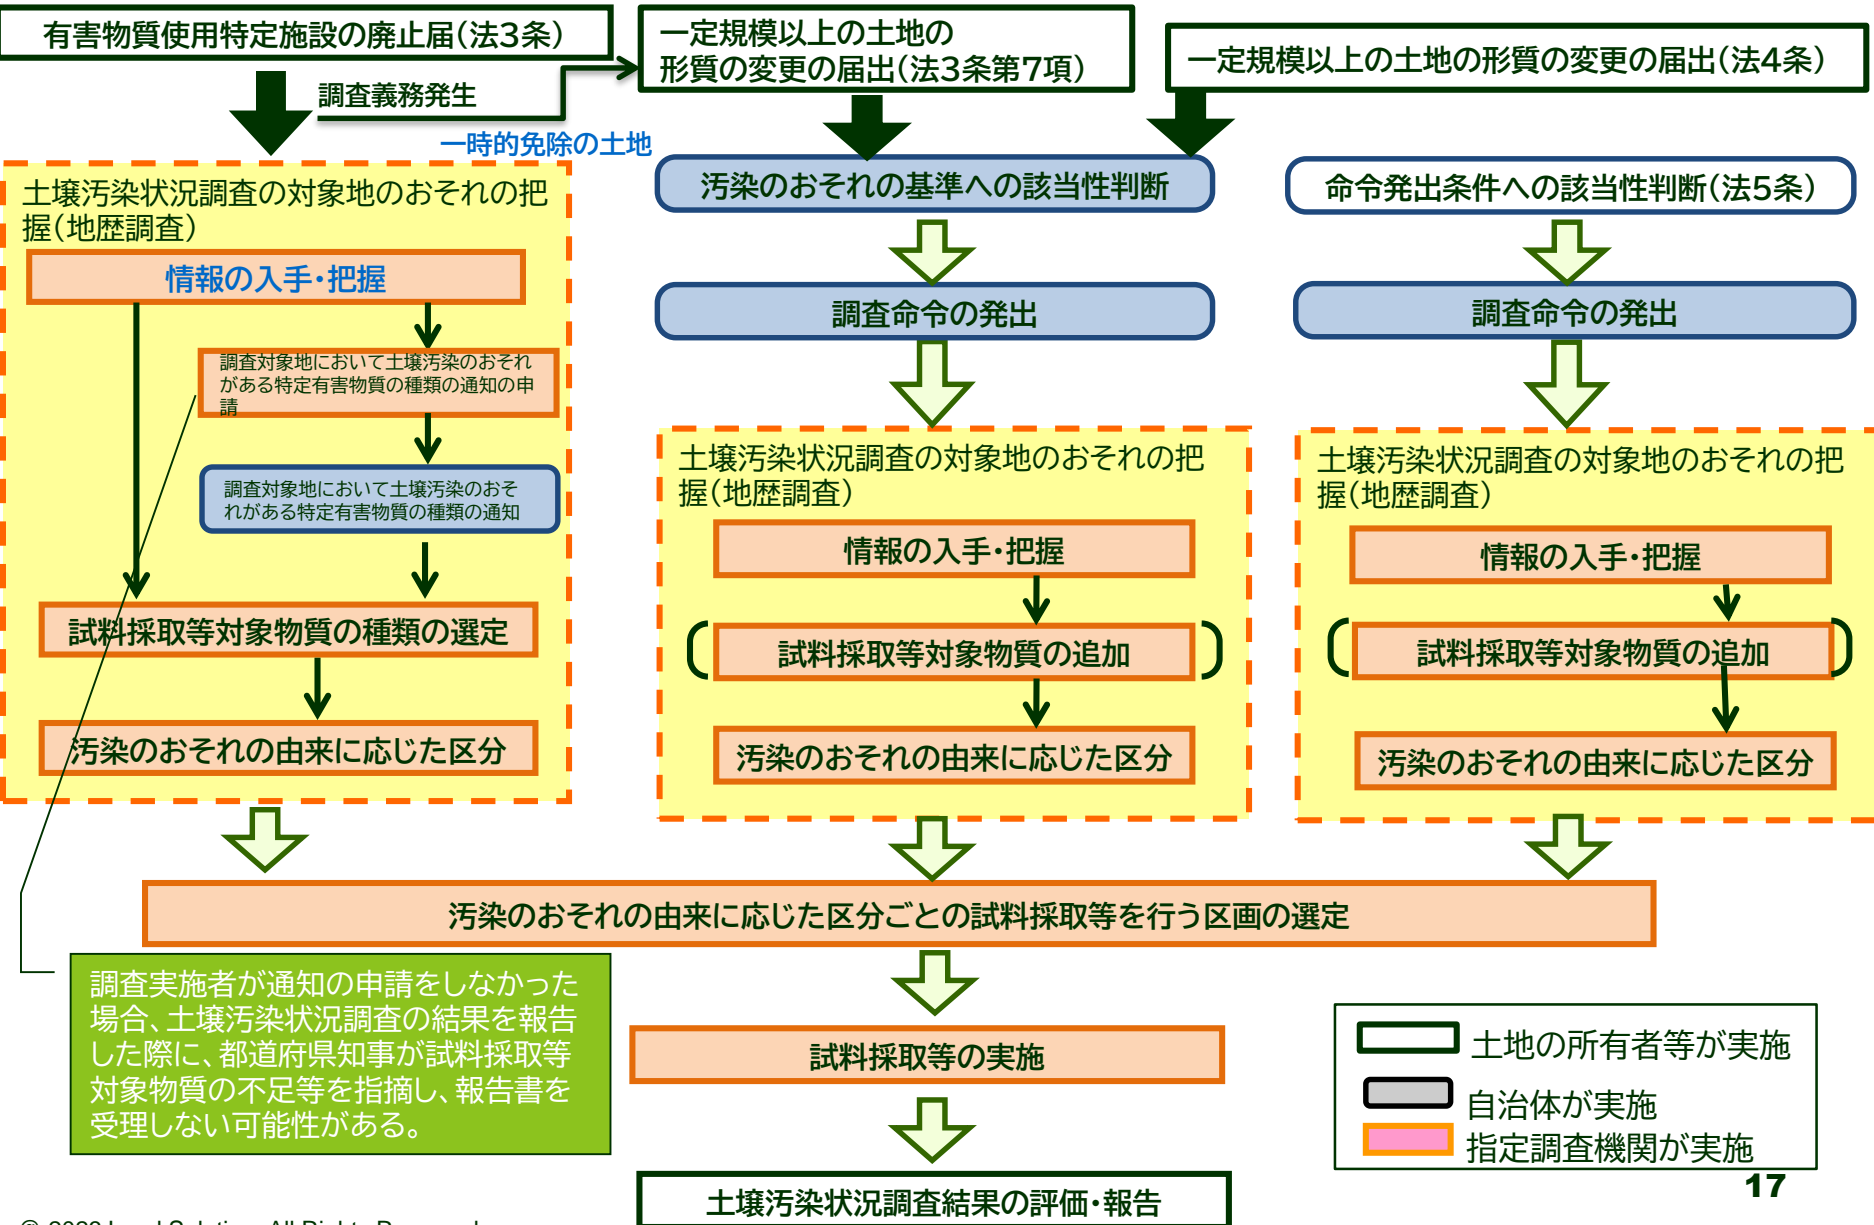 有害物質使用特定施設の廃止届(法3条)
一定規模以上の土地の
形質の変更の届出(法3条第7項)
一定規模以上の土地の形質の変更の届出(法4条)
調査義務発生
一時的免除の土地
土壌汚染状況調査の対象地のおそれの把
握(地歴調査)
情報の入手・把握
調査対象地において土壌汚染のおそれ
がある特定有害物質の種類の通知の申
請
調査対象地において土壌汚染のおそ
れがある特定有害物質の種類の通知
試料採取等対象物質の種類の選定
汚染のおそれの由来に応じた区分
汚染のおそれの基準への該当性判断
調査命令の発出
土壌汚染状況調査の対象地のおそれの把
握(地歴調査)
情報の入手・把握
試料採取等対象物質の追加
汚染のおそれの由来に応じた区分
命令発出条件への該当性判断(法5条)
調査命令の発出
土壌汚染状況調査の対象地のおそれの把
握(地歴調査)
情報の入手・把握
試料採取等対象物質の追加
汚染のおそれの由来に応じた区分
汚染のおそれの由来に応じた区分ごとの試料採取等を行う区画の選定
調査実施者が通知の申請をしなかった
場合、土壌汚染状況調査の結果を報告
した際に、都道府県知事が試料採取等
対象物質の不足等を指摘し、報告書を
受理しない可能性がある。
試料採取等の実施
土壌汚染状況調査結果の評価・報告
土地の所有者等が実施
自治体が実施
指定調査機関が実施
17